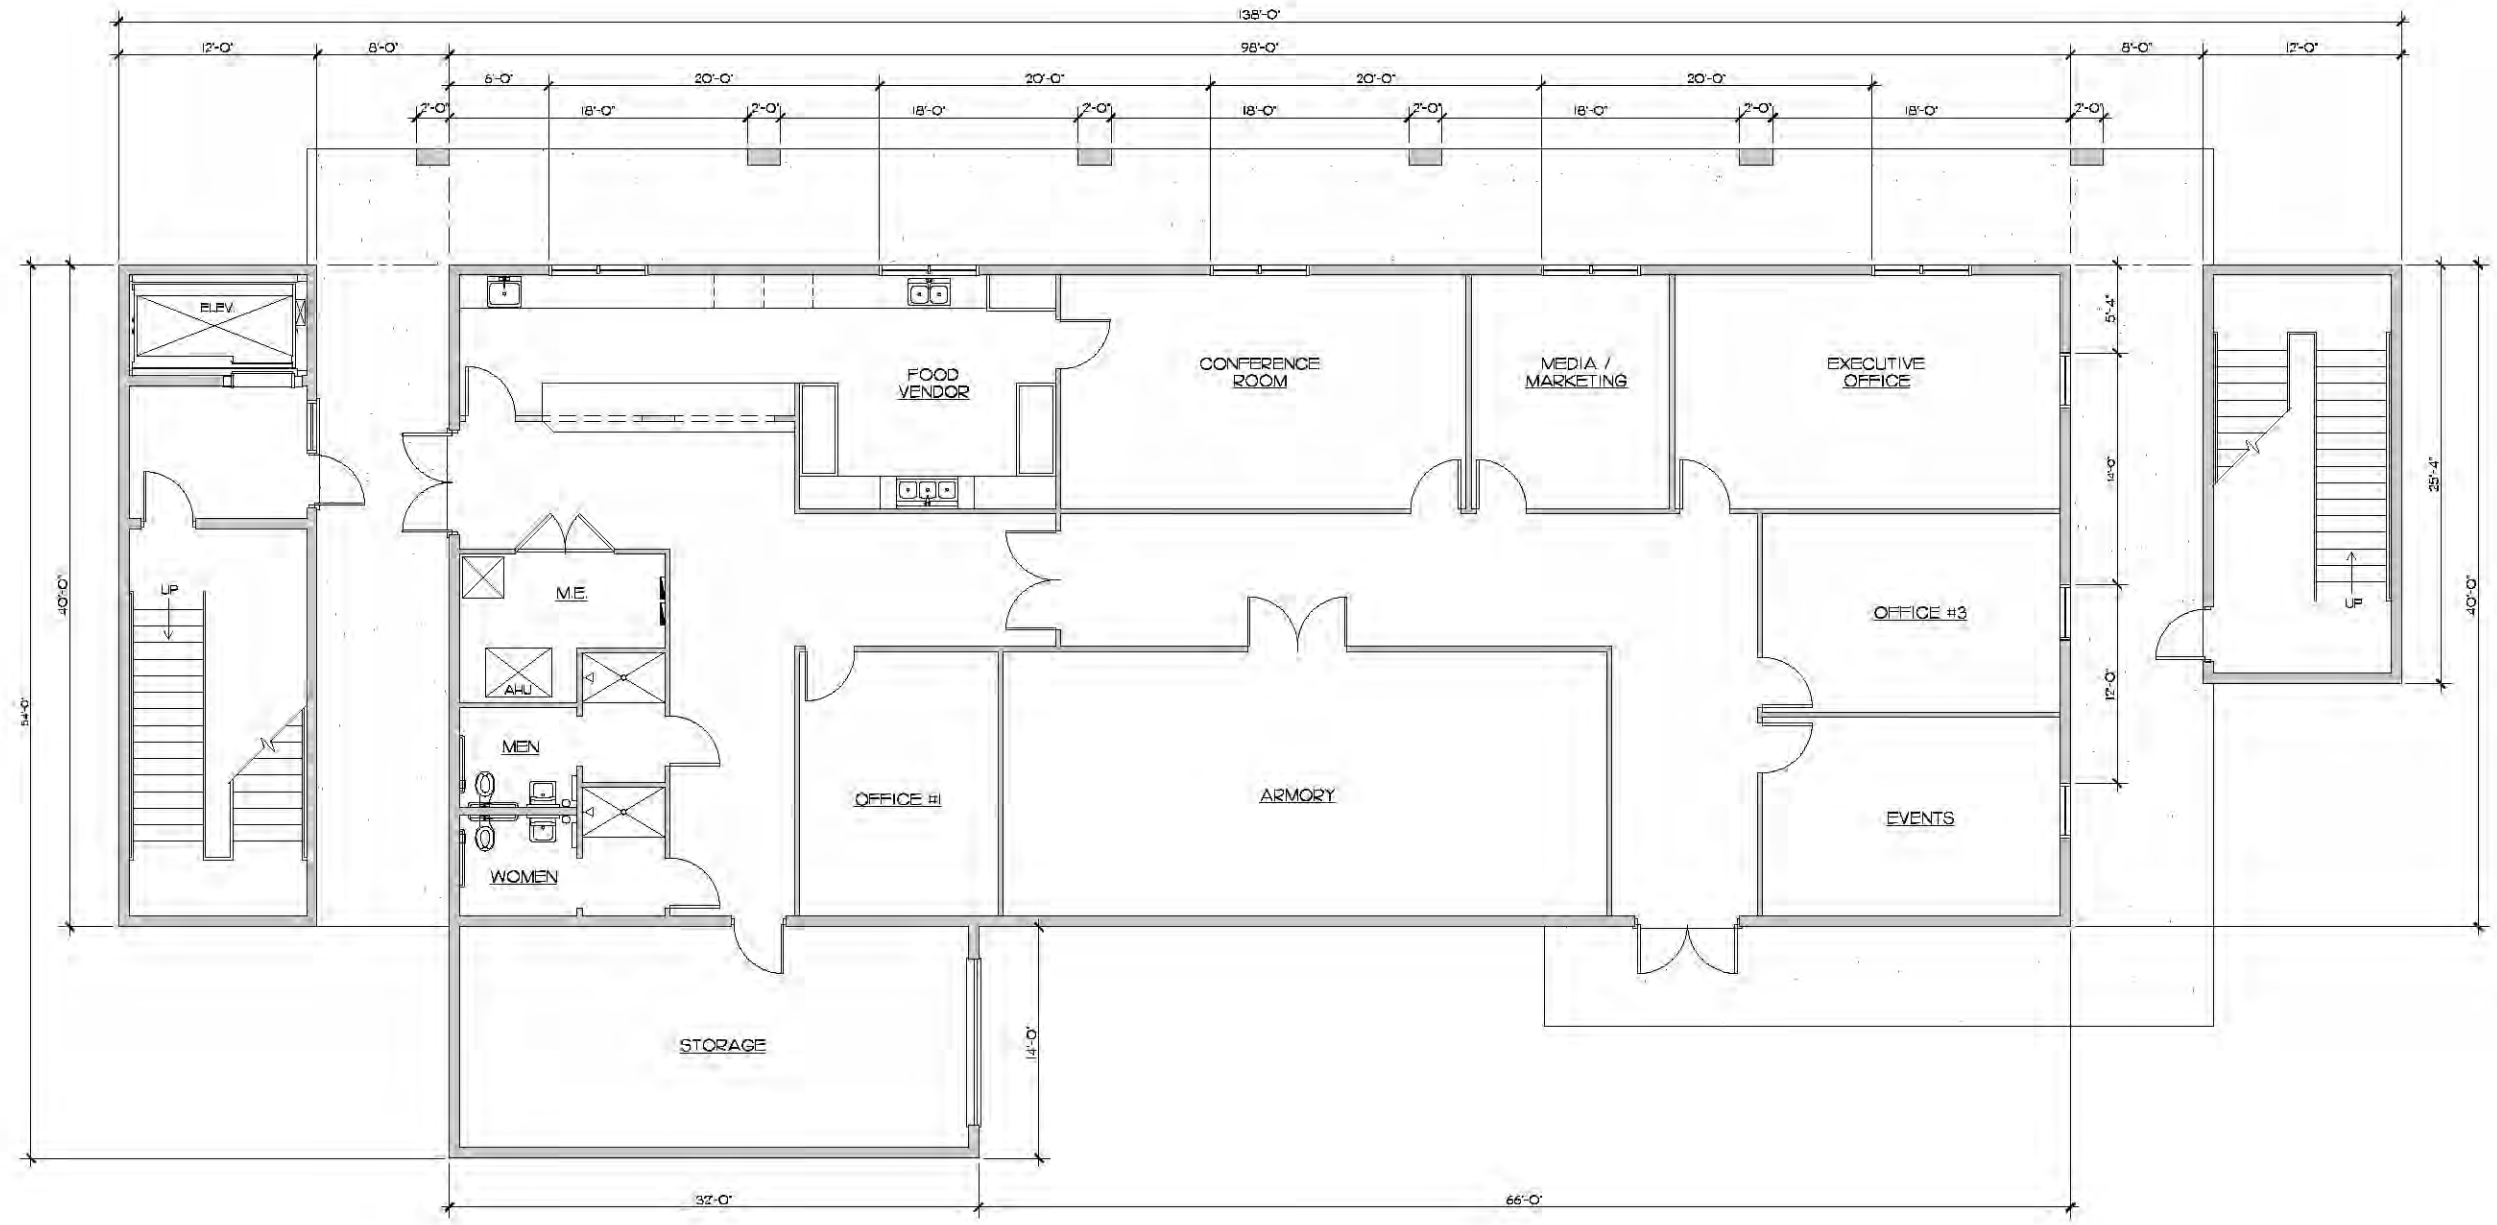 138'-0"
12'-0"
8'-0"
98'-0"
8'-0"
12'-0"
6'-0"
20'-0"
20'-0"
20'-0"
20'-0"
2'-0"
18'-0"
2'-0"
18'-0"
2'-0"
18'-0"
2'-0"
18'-0"
2'-0"
18'-0"
2'-0"
ELEV.
5'-4"
CONFERENCE
ROOM
MEDIA /
MARKETING
EXECUTIVE
OFFICE
FOOD
VENDOR
14'-0"
25'-4"
UP
40'-0"
M.E.
OFFICE #3
UP
40'-0"
AHU
12'-0"
54'-0"
MEN
OFFICE #1
ARMORY
EVENTS
WOMEN
STORAGE
14'-0"
32'-0"
66'-0"